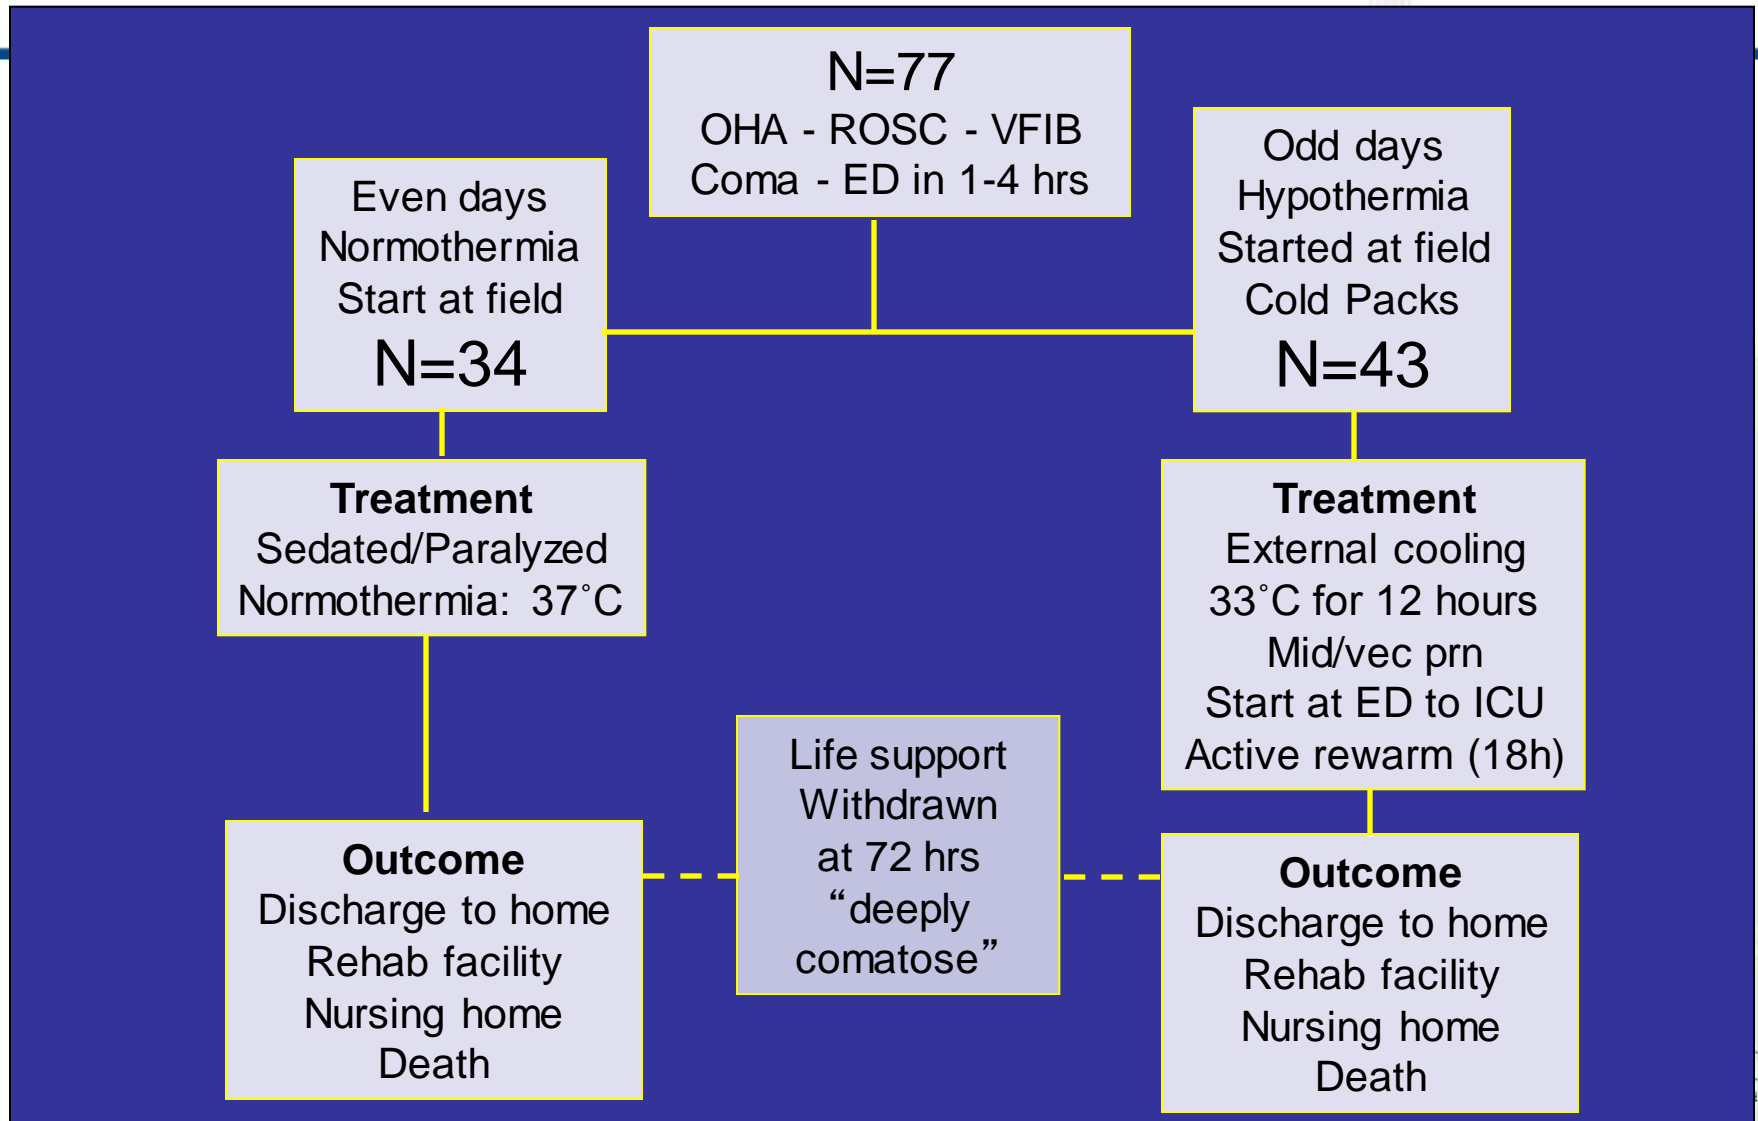 N=77
OHA - ROSC - VFIB
Coma - ED in 1-4 hrs
Even days
Normothermia
Start at field
N=34
Odd days
Hypothermia
Started at field
Cold Packs
N=43
Treatment
Sedated/Paralyzed
Normothermia: 37°C
Treatment
External cooling
33°C for 12 hours
Mid/vec prn
Start at ED to ICU
Active rewarm (18h)
Life support
Withdrawn
at 72 hrs
“deeply
comatose”
Outcome
Discharge to home
Rehab facility
Nursing home
Death
Outcome
Discharge to home
Rehab facility
Nursing home
Death